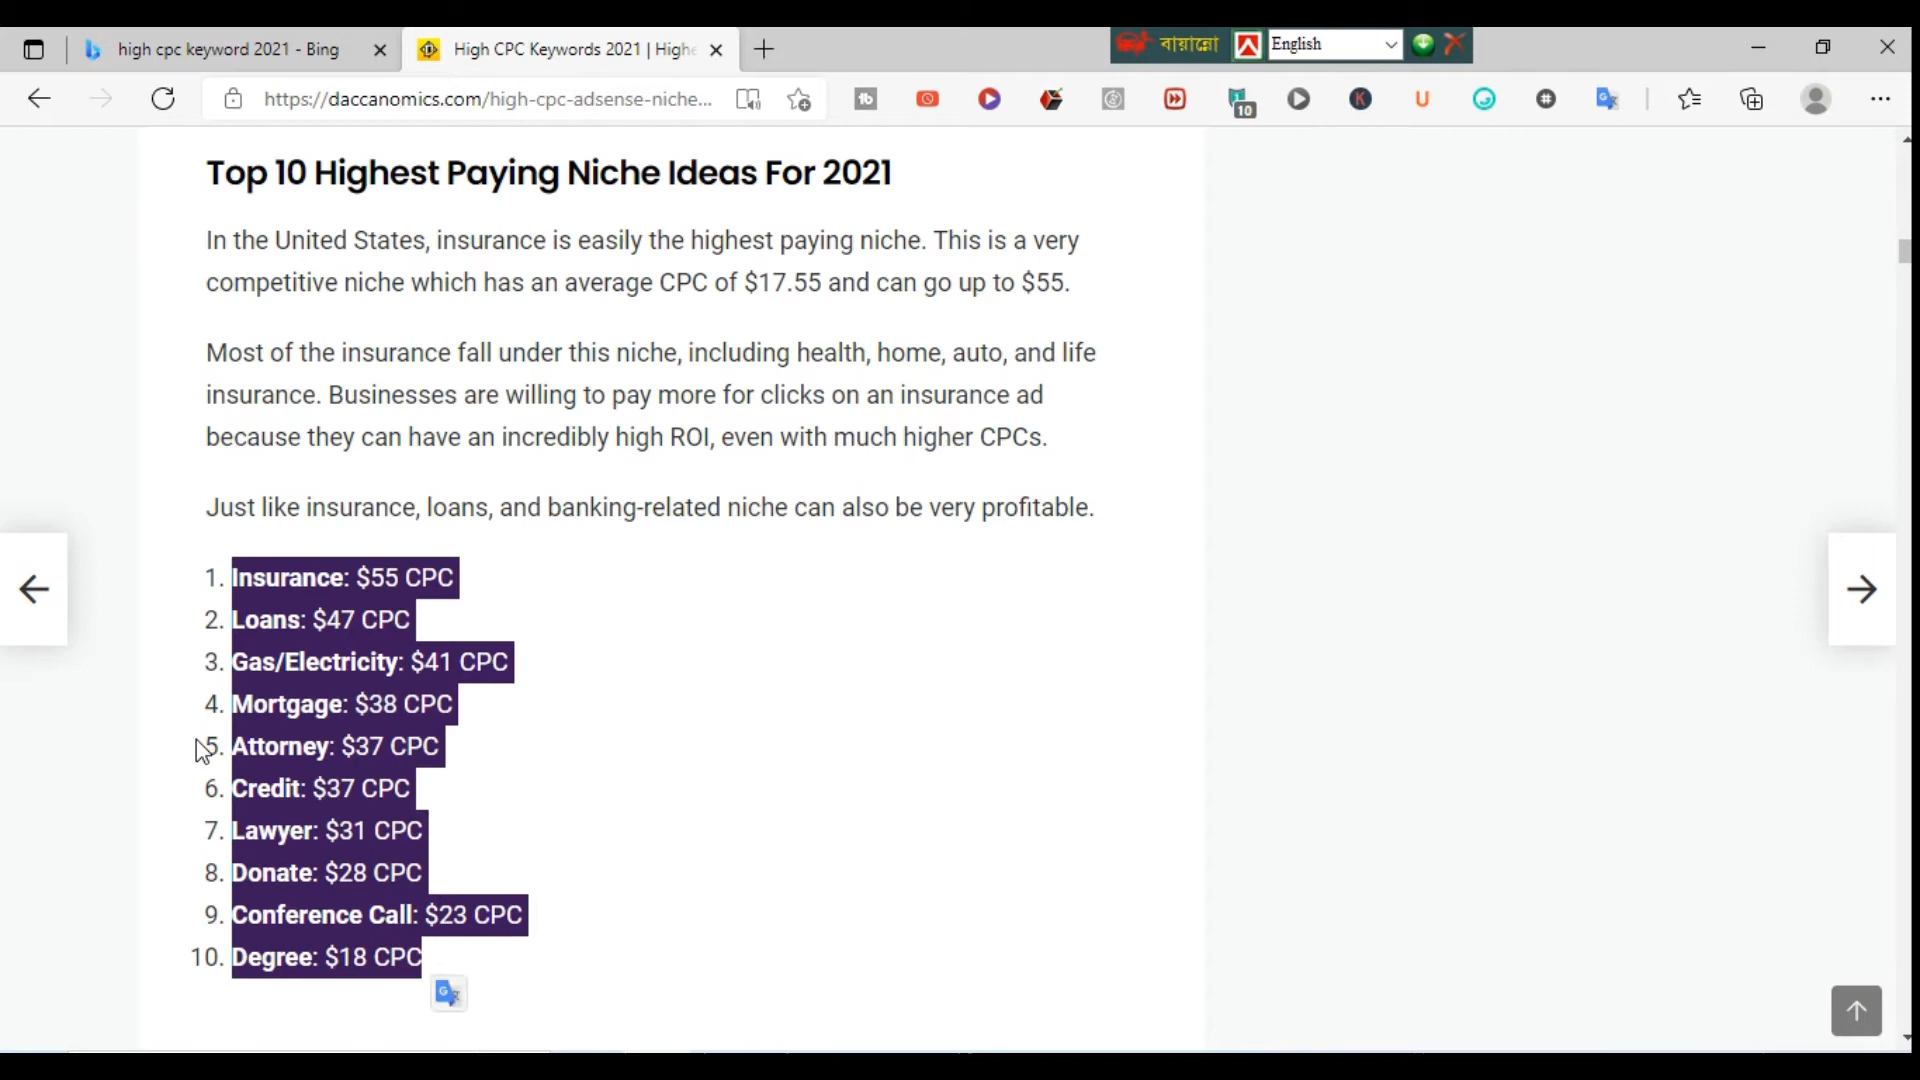 high cpc keyword 2021 - Bing
High CPC Keywords 2021 | Highe
বায়ান্নো
English
https://daccanomics.com/high-cpc-adsense-niche...
10
Top 10 Highest Paying Niche Ideas For 2021
In the United States, insurance is easily the highest paying niche. This is a very
competitive niche which has an average CPC of $17.55 and can go up to $55.
Most of the insurance fall under this niche, including health, home, auto, and life
insurance. Businesses are willing to pay more for clicks on an insurance ad
because they can have an incredibly high ROI, even with much higher CPCs.
Just like insurance, loans, and banking-related niche can also be very profitable.
1. Insurance: $55 CPC
2. Loans: $47 CPC
3. Gas/Electricity: $41 CPC
4. Mortgage: $38 CPC
5. Attorney: $37 CPC
6. Credit: $37 CPC
7. Lawyer: $31 CPC
8. Donate: $28 CPC
9. Conference Call: $23 CPC
10. Degree: $18 CPC